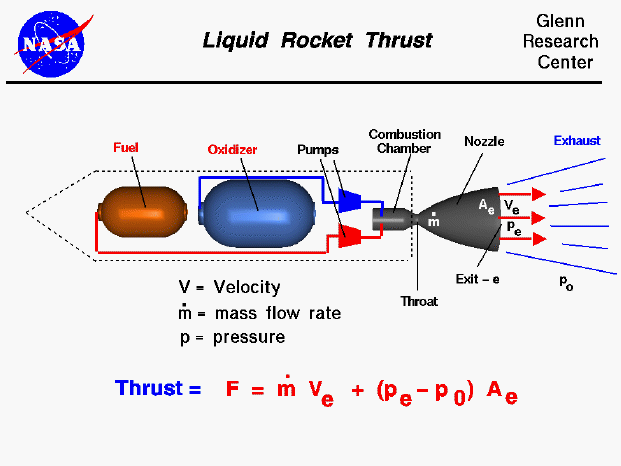 NASA
Liquid Rocket Thrust
Glenn
Research
Center
Fuel
Oxidizer
Pumps
Combustion
Chamber
Nozzle
Exhaust
ṁ
Aₑ
Vₑ
pₑ
Throat
Exit – e
pₒ
V = Velocity
ṁ = mass flow rate
p = pressure
Thrust = F = ṁ Vₑ + (pₑ – p₀) Aₑ